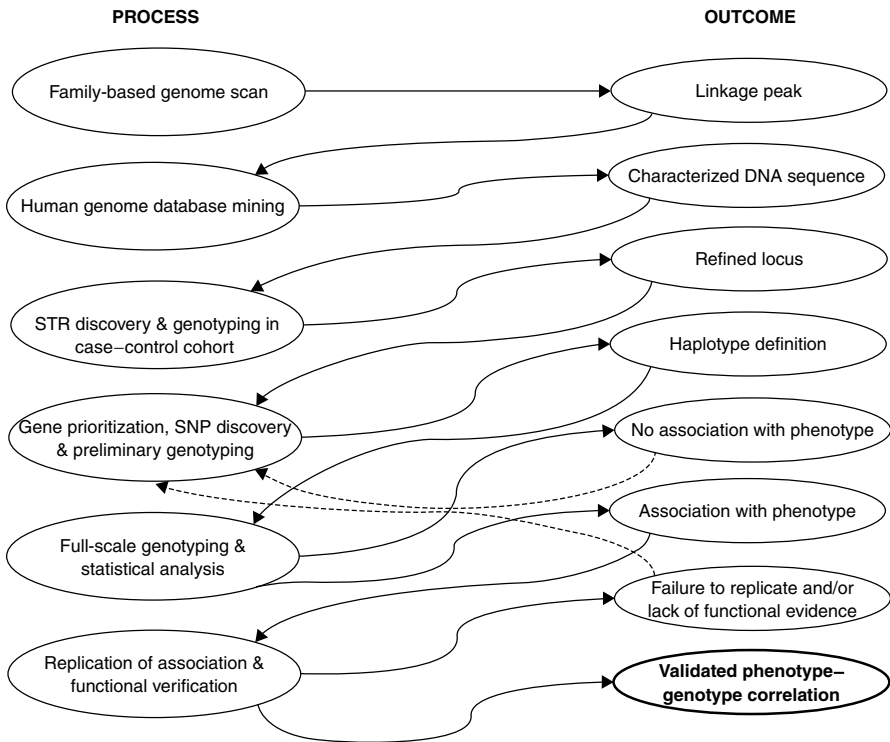 PROCESS
OUTCOME
Family-based genome scan
Linkage peak
Human genome database mining
Characterized DNA sequence
STR discovery & genotyping in
case–control cohort
Refined locus
Gene prioritization, SNP discovery
& preliminary genotyping
Haplotype definition
No association with phenotype
Full-scale genotyping &
statistical analysis
Association with phenotype
Failure to replicate and/or
lack of functional evidence
Replication of association &
functional verification
Validated phenotype–
genotype correlation